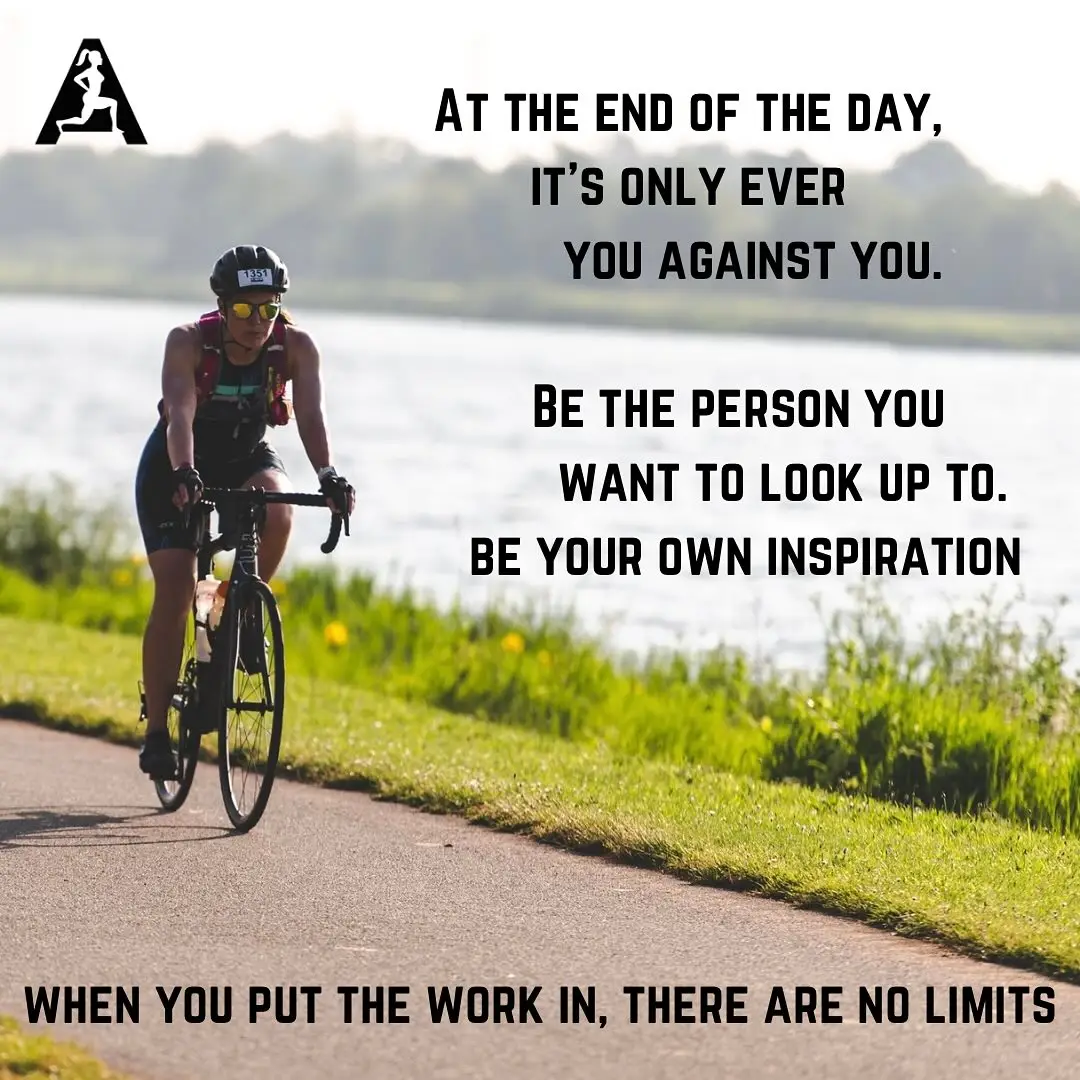 At the end of the day,
it's only ever
you against you.
1351
Be the person you
want to look up to.
be your own inspiration
when you put the work in, there are no limits